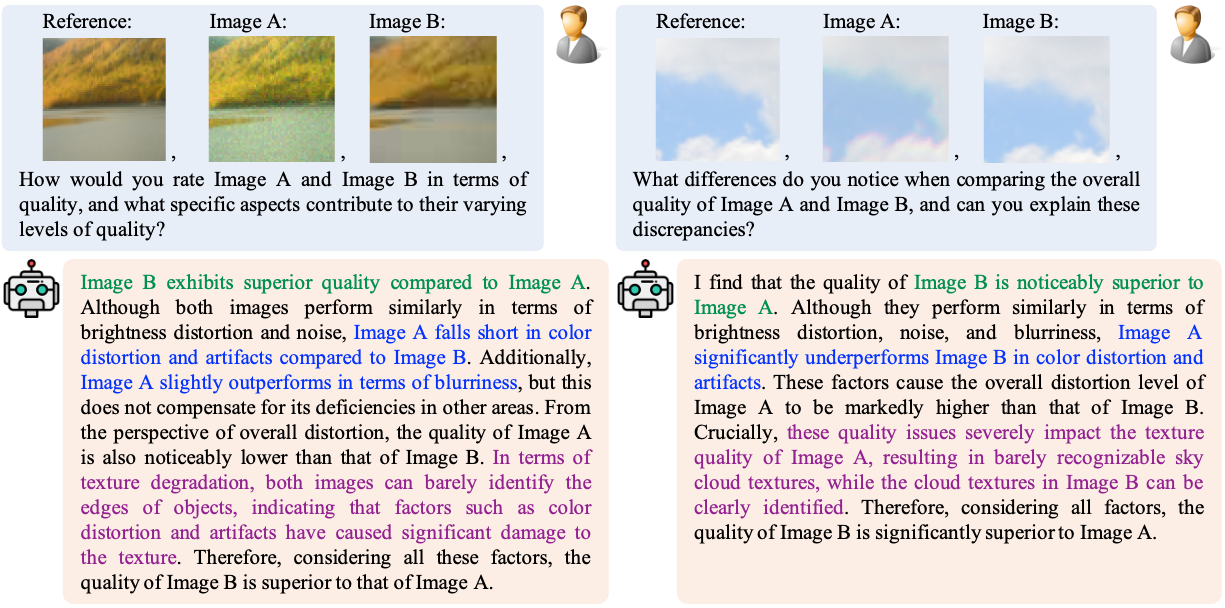 Reference:
Image A:
Image B:
,
,
,
How would you rate Image A and Image B in terms of
quality, and what specific aspects contribute to their varying
levels of quality?
Image B exhibits superior quality compared to Image A.
Although both images perform similarly in terms of
brightness distortion and noise, Image A falls short in color
distortion and artifacts compared to Image B. Additionally,
Image A slightly outperforms in terms of blurriness, but this
does not compensate for its deficiencies in other areas. From
the perspective of overall distortion, the quality of Image A
is also noticeably lower than that of Image B. In terms of
texture degradation, both images can barely identify the
edges of objects, indicating that factors such as color
distortion and artifacts have caused significant damage to
the texture. Therefore, considering all these factors, the
quality of Image B is superior to that of Image A.
Reference:
Image A:
Image B:
,
,
,
What differences do you notice when comparing the overall
quality of Image A and Image B, and can you explain these
discrepancies?
I find that the quality of Image B is noticeably superior to
Image A. Although they perform similarly in terms of
brightness distortion, noise, and blurriness, Image A
significantly underperforms Image B in color distortion and
artifacts. These factors cause the overall distortion level of
Image A to be markedly higher than that of Image B.
Crucially, these quality issues severely impact the texture
quality of Image A, resulting in barely recognizable sky
cloud textures, while the cloud textures in Image B can be
clearly identified. Therefore, considering all factors, the
quality of Image B is significantly superior to Image A.